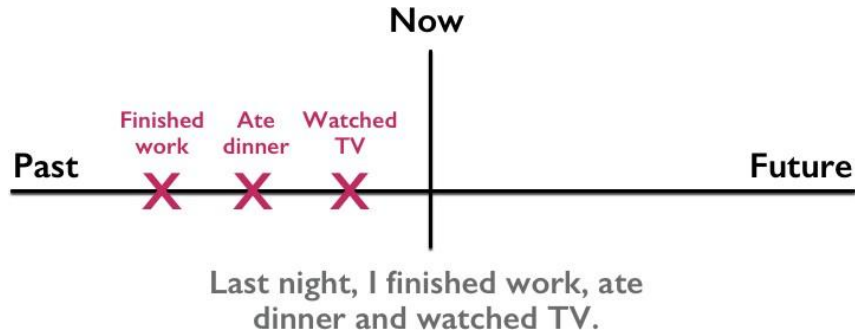 Now
Finished
work
Ate
dinner
Watched
TV
Past
Future
Last night, I finished work, ate
dinner and watched TV.